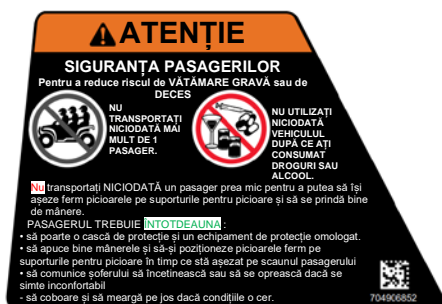 ATENȚIE
SIGURANȚA PASAGERILOR
Pentru a reduce riscul de VĂTĂMARE GRAVĂ sau de
DECES
NU
TRANSPORTAȚI
NICIODATĂ MAI
MULT DE 1
PASAGER.
NU UTILIZAȚI
NICIODATĂ
VEHICULUL
DUPĂ CE AȚI
CONSUMAT
DROGURI SAU
ALCOOL.
Nu transportați NICIODATĂ un pasager prea mic pentru a putea să își
așeze ferm picioarele pe suporturile pentru picioare și să se prindă bine
de mânere.
PASAGERUL TREBUIE ÎNTOTDEAUNA :
• să poarte o cască de protecție și un echipament de protecție omologat.
• să apuce bine mânerele și să-și poziționeze picioarele ferm pe
suporturile pentru picioare în timp ce stă așezat pe scaunul pasagerului
• să comunice șoferului să încetinească sau să se oprească dacă se
simte inconfortabil
- să coboare și să meargă pe jos dacă condițiile o cer.
704906852